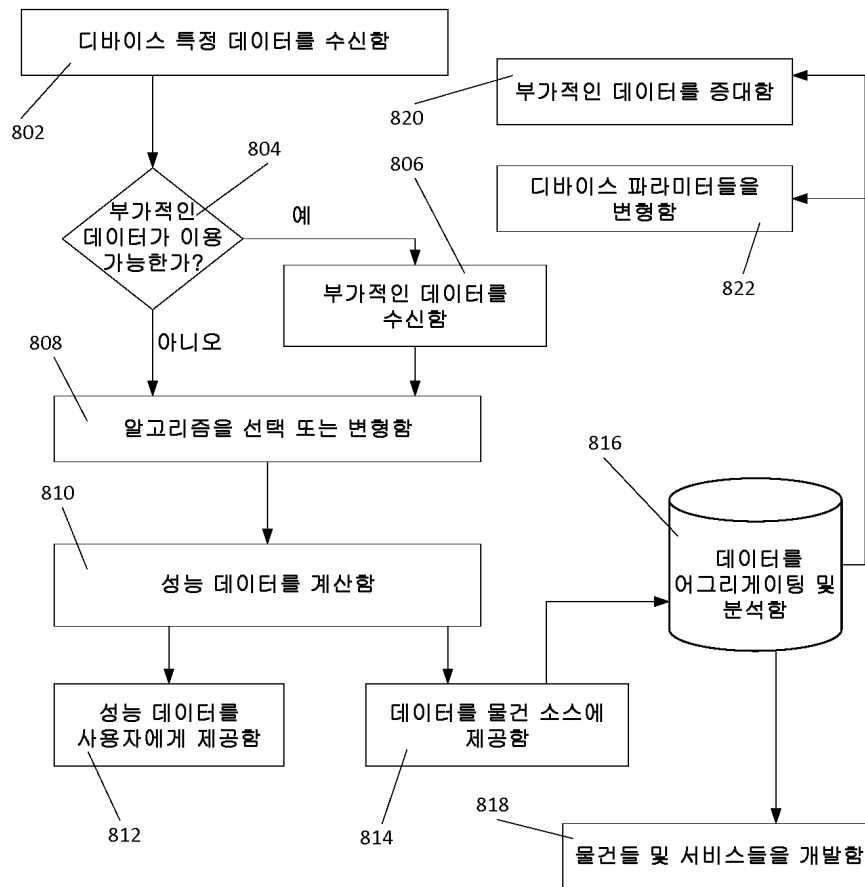 디바이스 특정 데이터를 수신함
802
804
부가적인
데이터가 이용
가능한가?
예
아니오
806
부가적인 데이터를
수신함
808
알고리즘을 선택 또는 변형함
810
성능 데이터를 계산함
성능 데이터를
사용자에게 제공함
812
데이터를 물건 소스에
제공함
814
816
데이터를
어그리게이팅 및
분석함
818
물건들 및 서비스들을 개발함
부가적인 데이터를 증대함
820
디바이스 파라미터들을
변형함
822